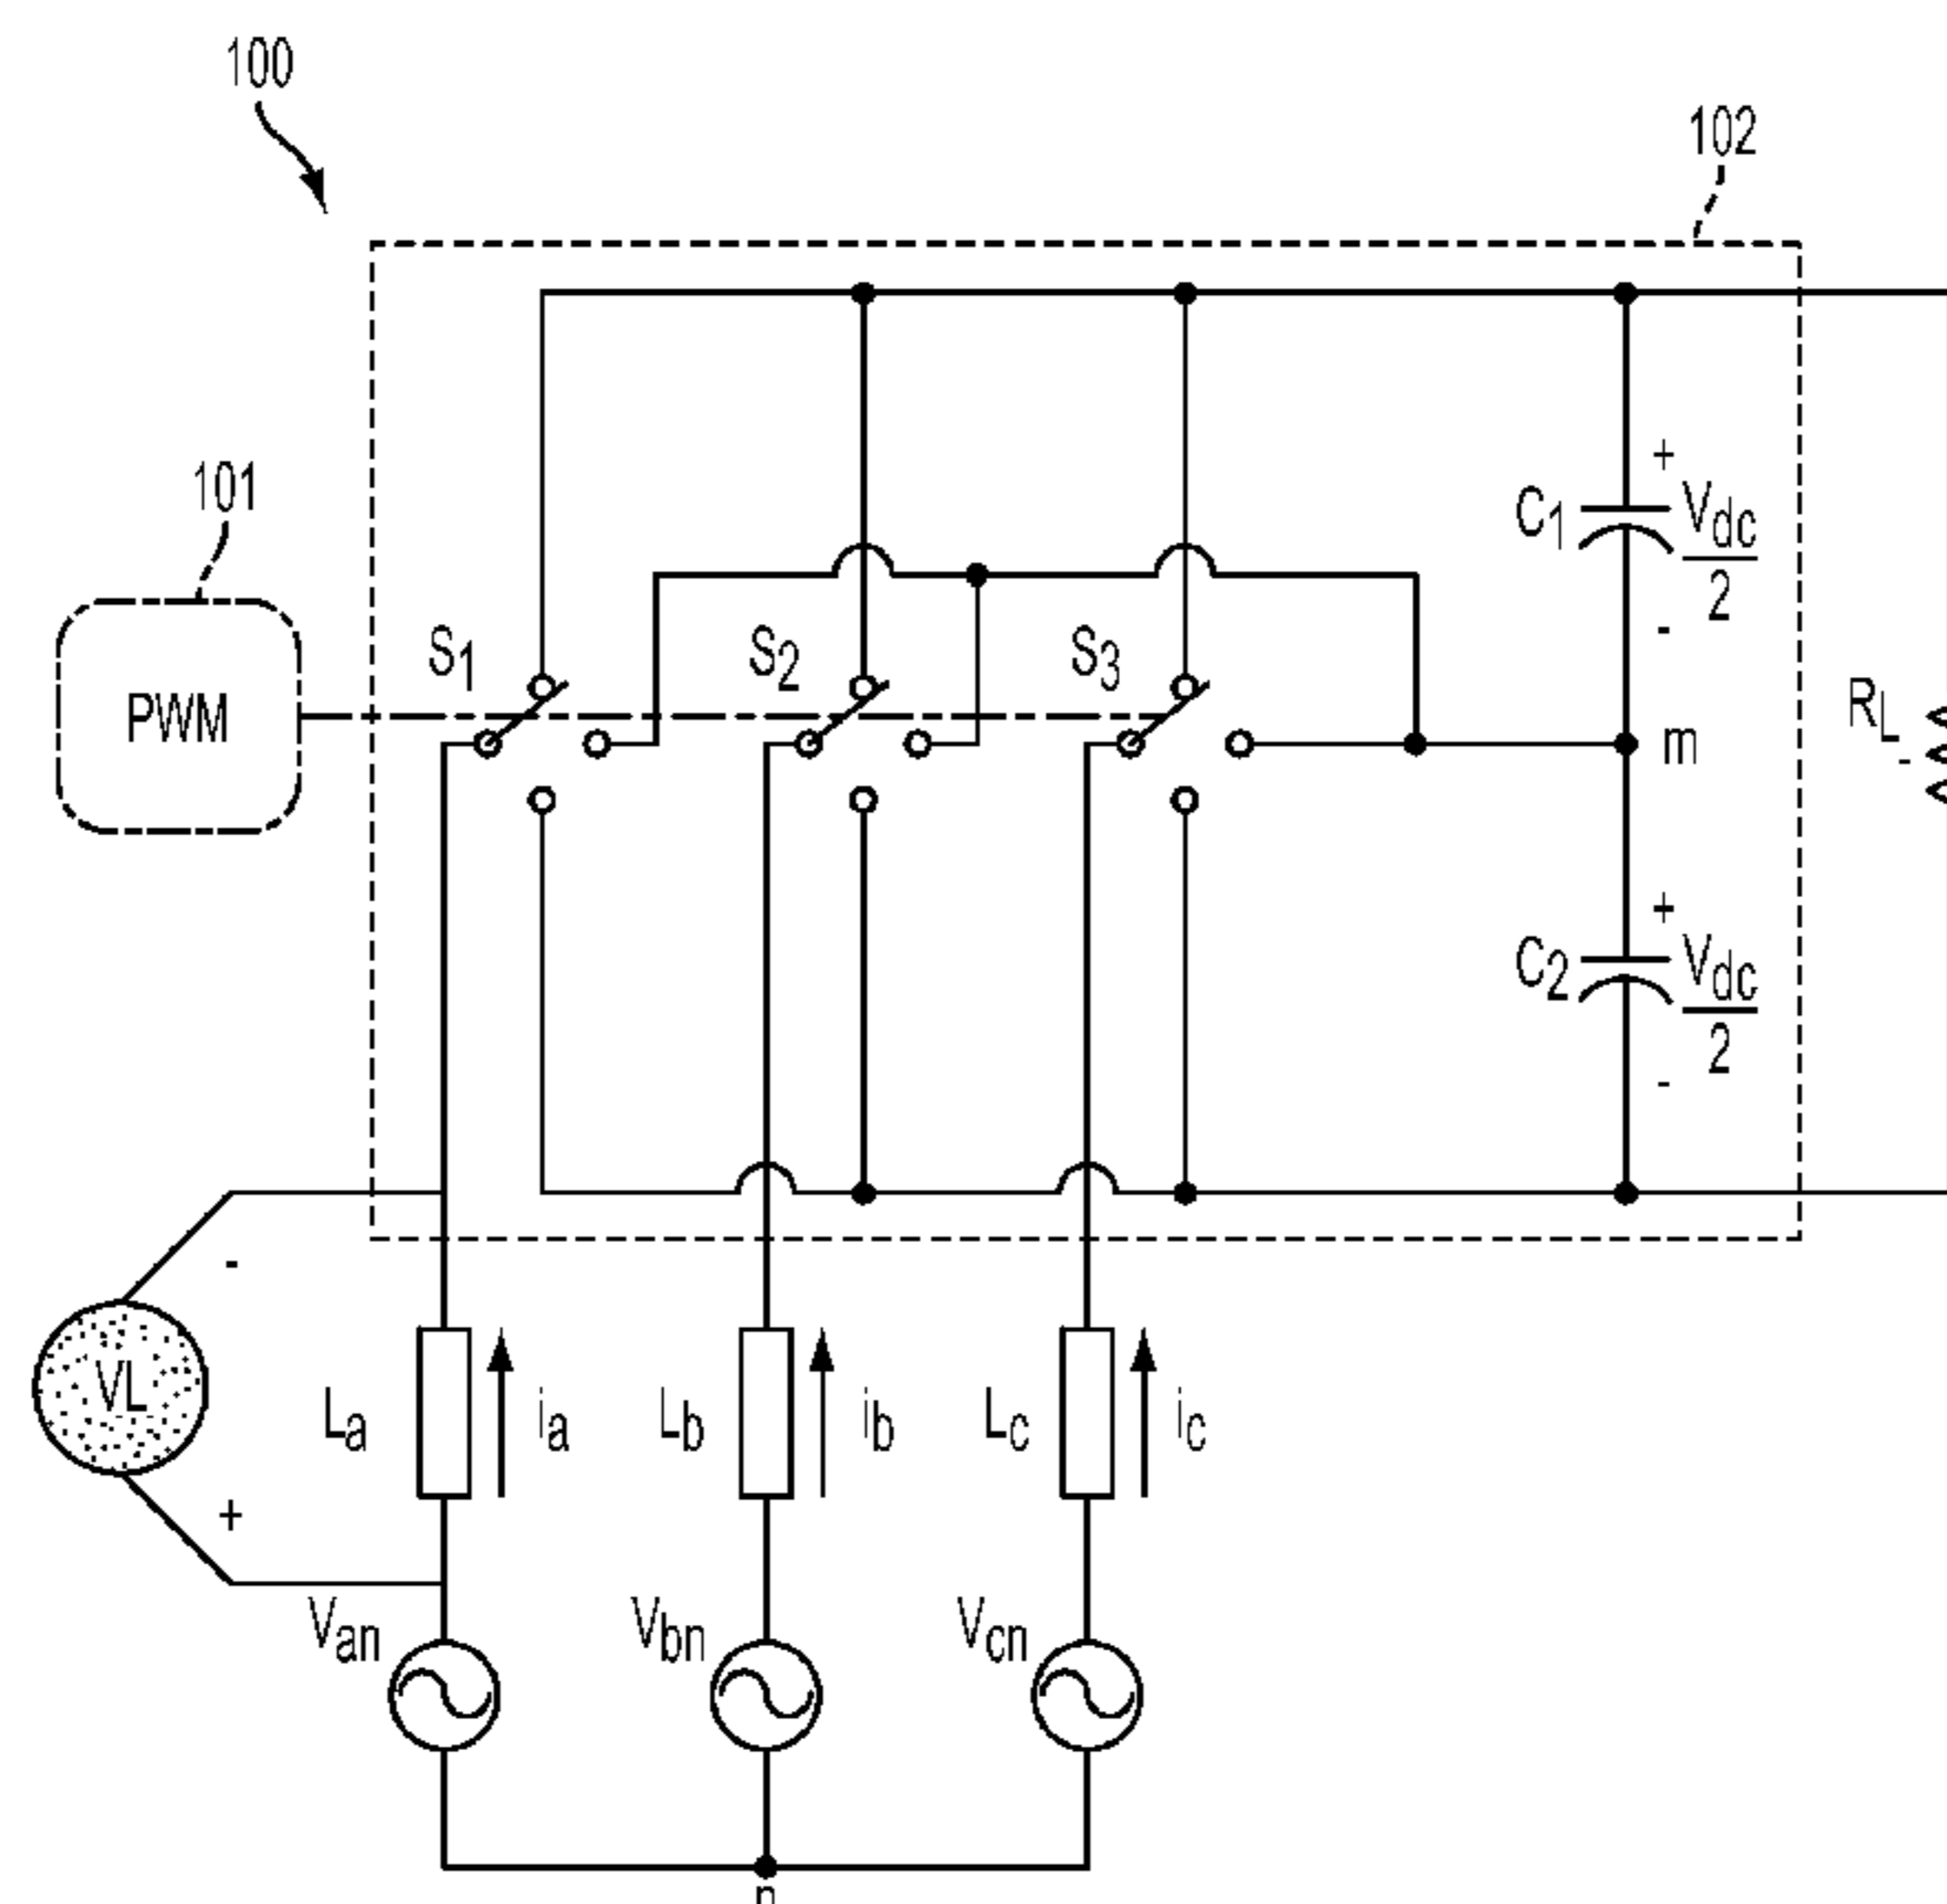 100
102
101
PWM
S1
S2
S3
C1
+
Vdc
2
-
m
RL
-
+
C2
Vdc
2
-
-
VL
+
La
ia
Lb
ib
Lc
ic
Van
Vbn
Vcn
n